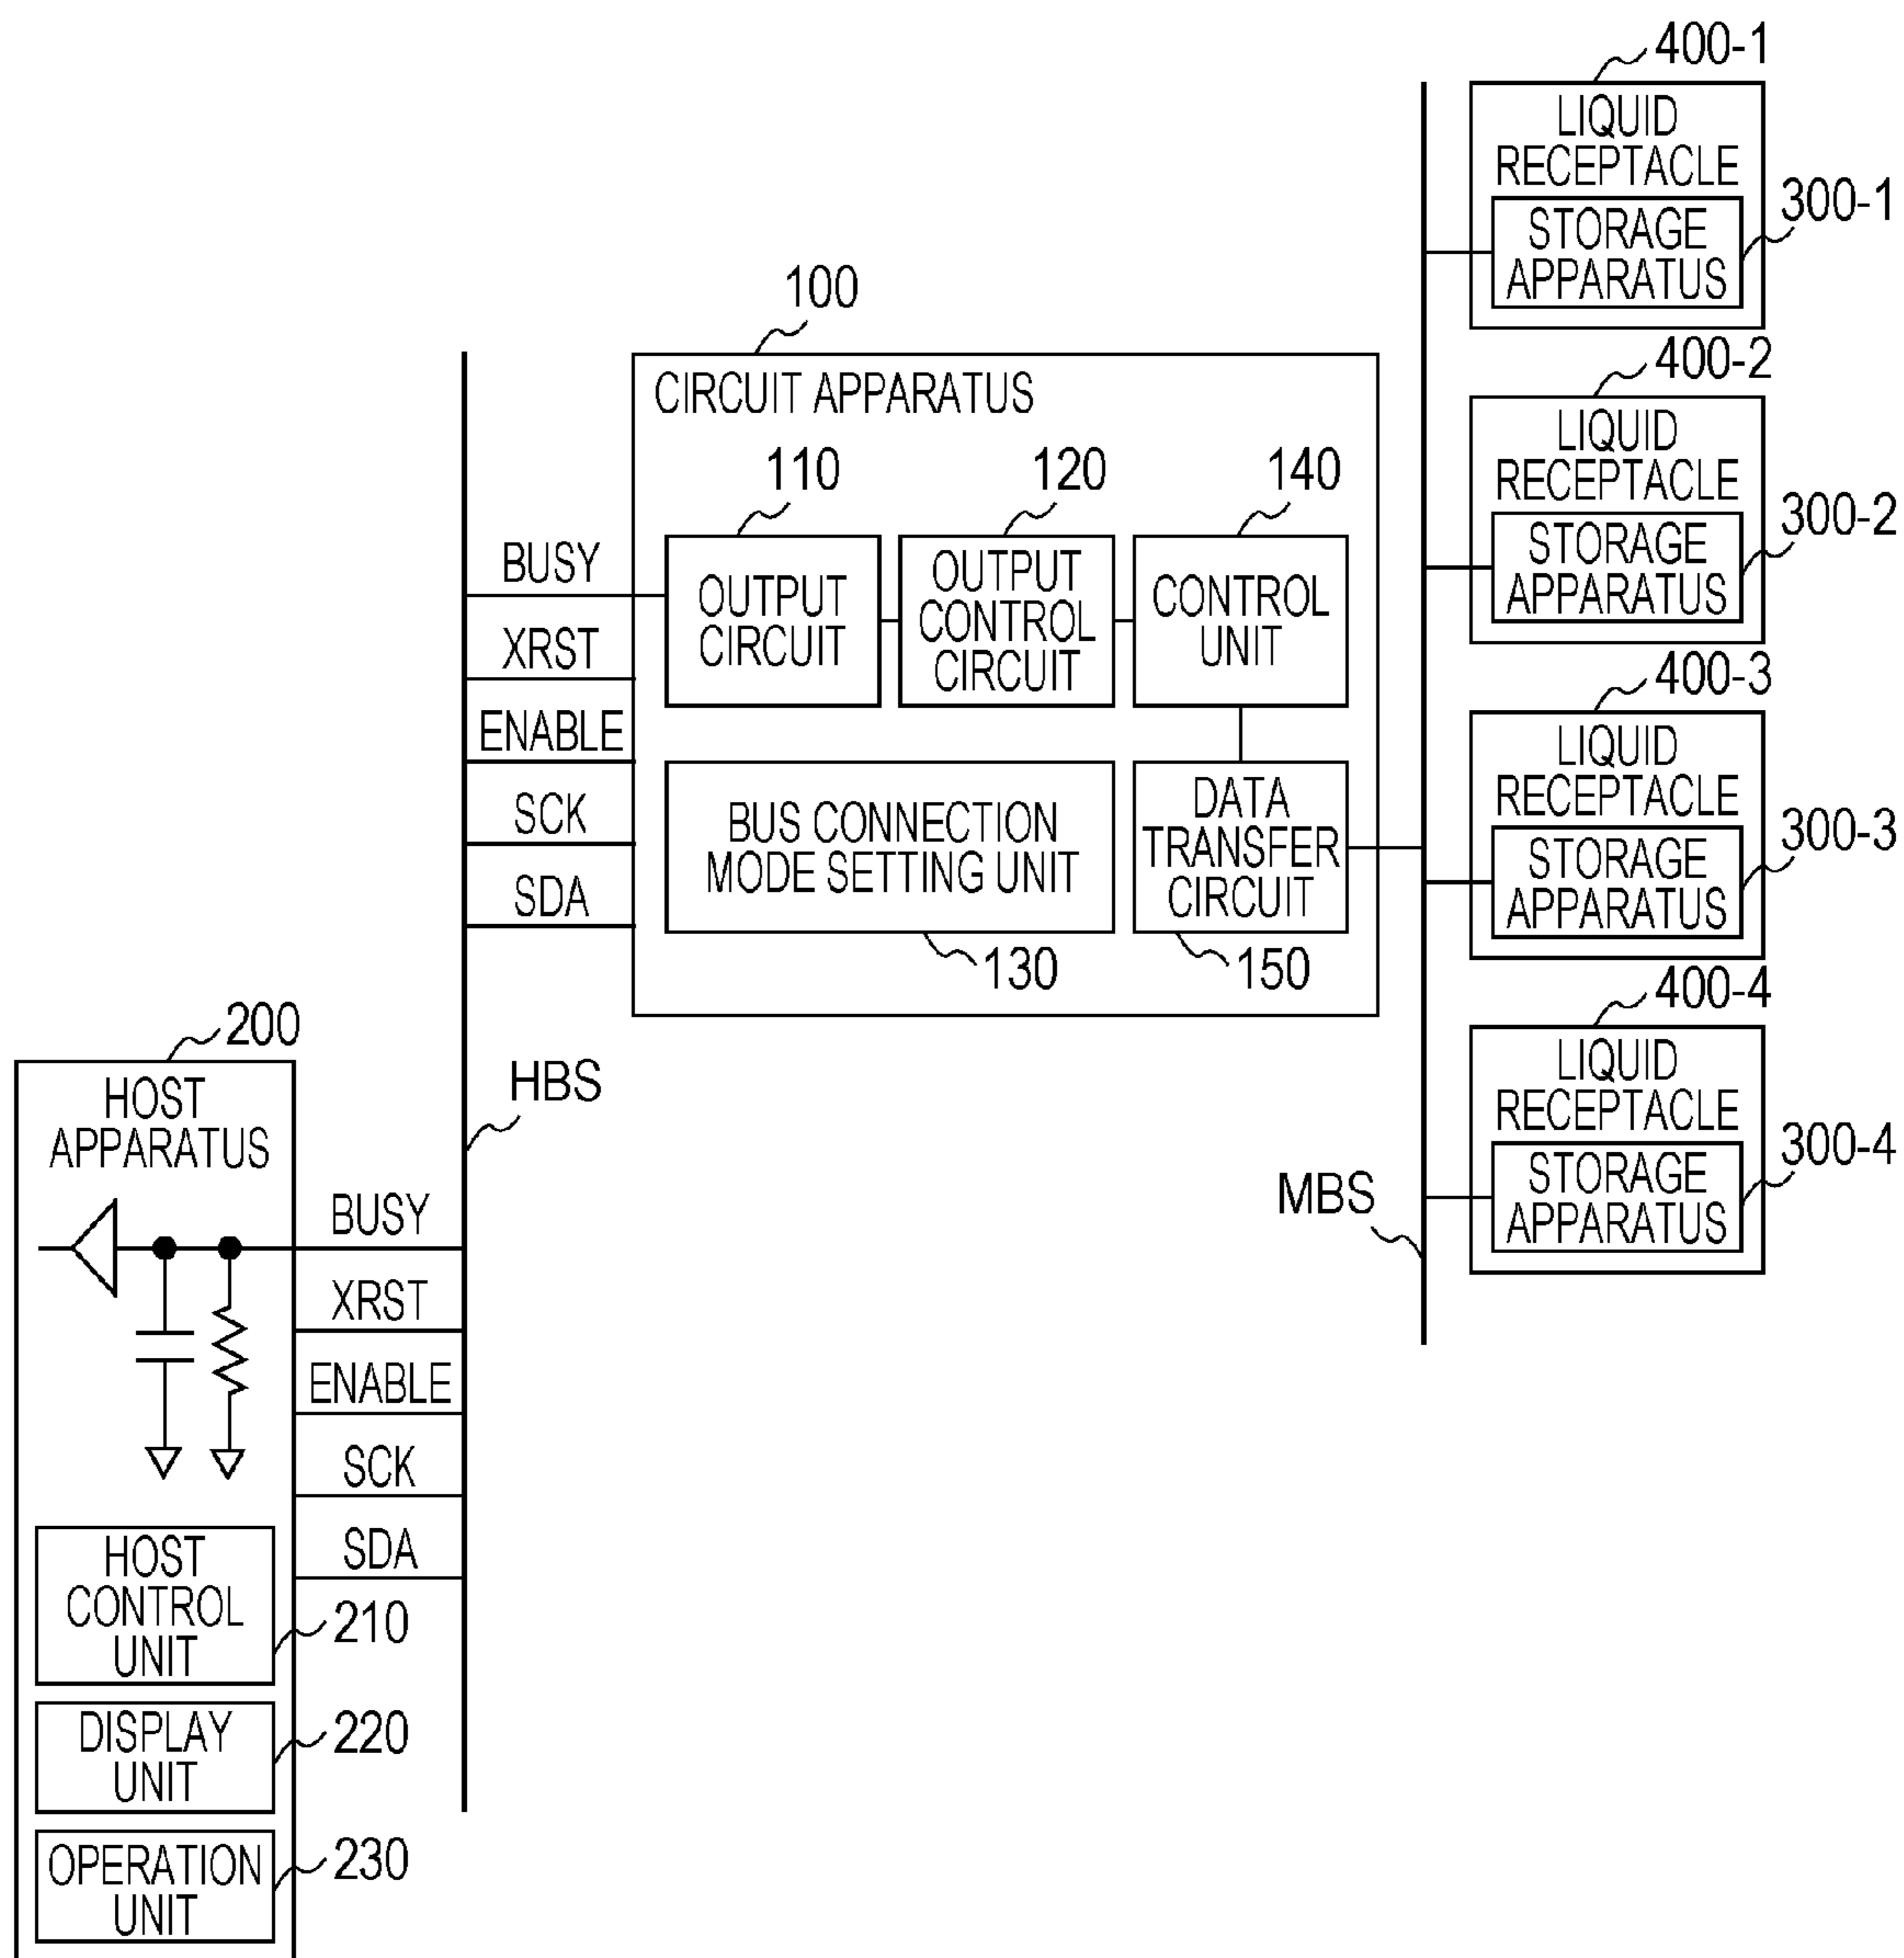 400-1
LIQUID
RECEPTACLE
300-1
STORAGE
APPARATUS
100
CIRCUIT APPARATUS
400-2
LIQUID
RECEPTACLE
300-2
STORAGE
APPARATUS
110
120
140
BUSY
OUTPUT
CIRCUIT
OUTPUT
CONTROL
CIRCUIT
CONTROL
UNIT
XRST
ENABLE
SCK
SDA
BUS CONNECTION
MODE SETTING UNIT
DATA
TRANSFER
CIRCUIT
130
150
400-3
LIQUID
RECEPTACLE
300-3
STORAGE
APPARATUS
400-4
LIQUID
RECEPTACLE
300-4
STORAGE
APPARATUS
200
HOST
APPARATUS
HBS
MBS
BUSY
XRST
ENABLE
SCK
SDA
HOST
CONTROL
UNIT
210
DISPLAY
UNIT
220
OPERATION
UNIT
230